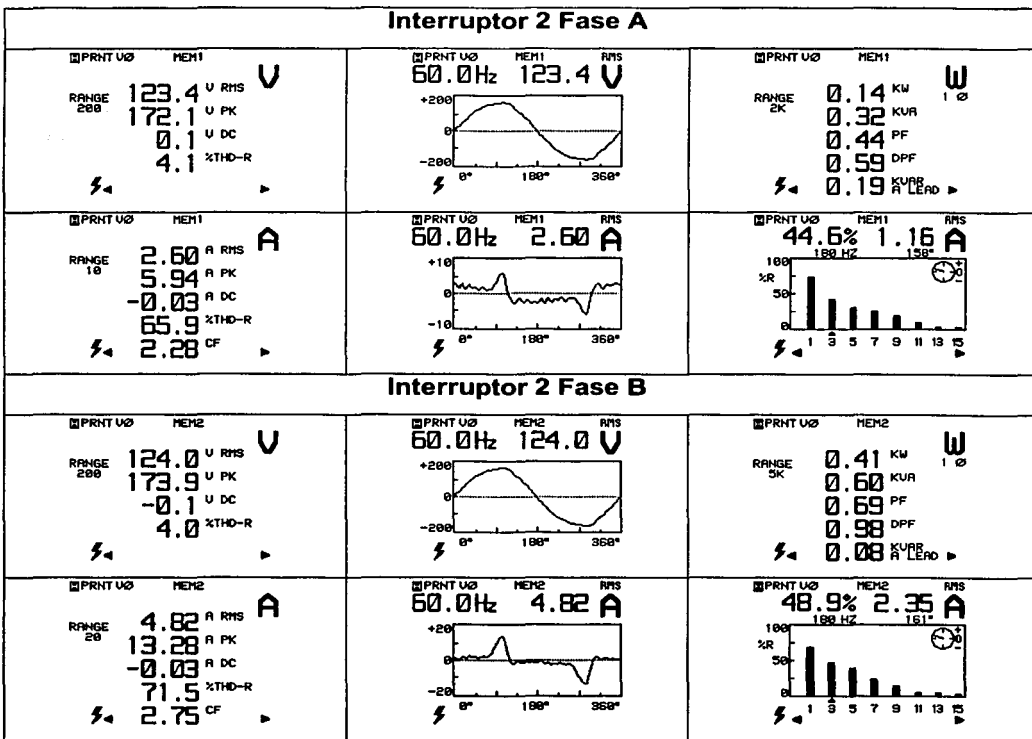 Interruptor 2 Fase A
PRNT VØ MEM1
V
RANGE 200
123.4 V RMS
172.1 V PK
0.1 V DC
4.1 %THD-R
PRNT VØ MEM1 RMS
60.0Hz 123.4 V
+200
0
-200
0° 180° 360°
PRNT VØ MEM1
W
1 Ø
RANGE 2K
0.14 KW
0.32 KVA
0.44 PF
0.59 DPF
0.19 KVAR
A LEAD
PRNT VØ MEM1
A
RANGE 10
2.60 A RMS
5.94 A PK
-0.03 A DC
65.9 %THD-R
2.28 CF
PRNT VØ MEM1 RMS
60.0Hz 2.60 A
+10
0
-10
0° 180° 360°
PRNT VØ MEM1 RMS
44.6% 1.16 A
180 HZ 158°
100
%R
50
0
+
0
-
1 3 5 7 9 11 13 15
Interruptor 2 Fase B
PRNT VØ MEM2
V
RANGE 200
124.0 V RMS
173.9 V PK
-0.1 V DC
4.0 %THD-R
PRNT VØ MEM2 RMS
60.0Hz 124.0 V
+200
0
-200
0° 180° 360°
PRNT VØ MEM2
W
1 Ø
RANGE 5K
0.41 KW
0.60 KVA
0.69 PF
0.98 DPF
0.08 KVAR
A LEAD
PRNT VØ MEM2
A
RANGE 20
4.82 A RMS
13.28 A PK
-0.03 A DC
71.5 %THD-R
2.75 CF
PRNT VØ MEM2 RMS
60.0Hz 4.82 A
+20
0
-20
0° 180° 360°
PRNT VØ MEM2 RMS
48.9% 2.35 A
180 HZ 161°
100
%R
50
0
+
0
-
1 3 5 7 9 11 13 15